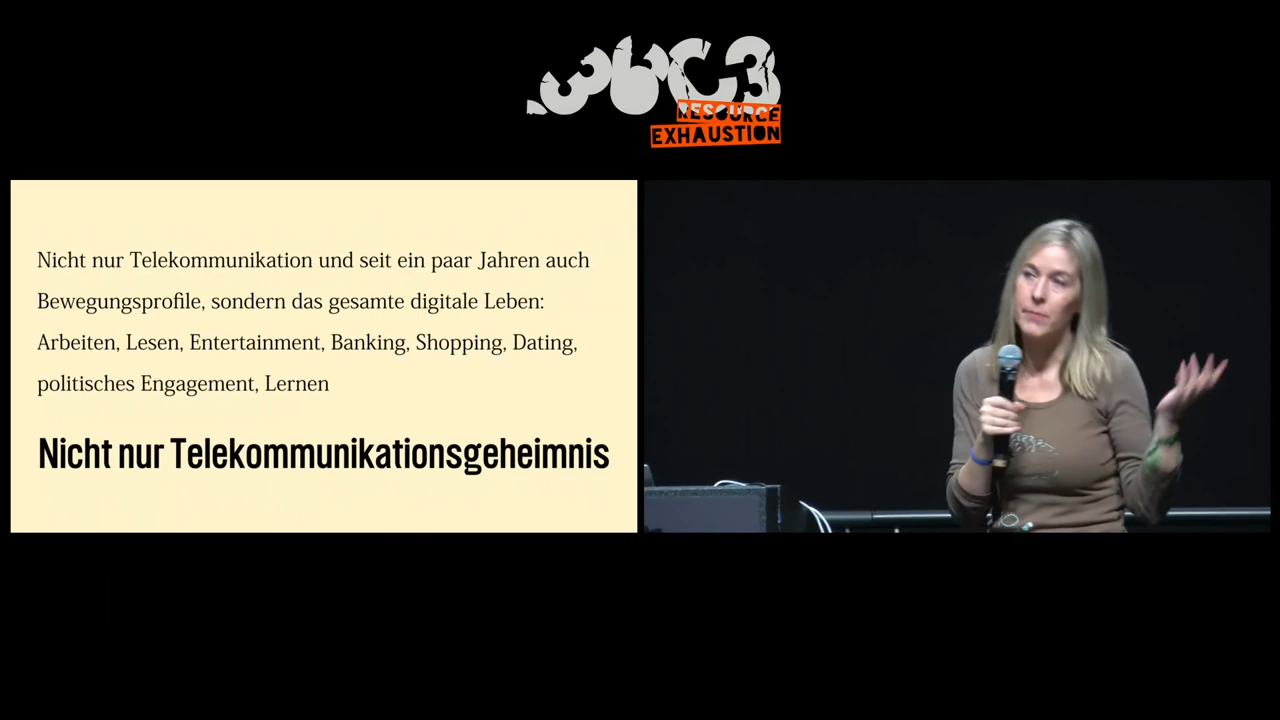 36C3
RESOURCE
EXHAUSTION
Nicht nur Telekommunikation und seit ein paar Jahren auch
Bewegungsprofile, sondern das gesamte digitale Leben:
Arbeiten, Lesen, Entertainment, Banking, Shopping, Dating,
politisches Engagement, Lernen
Nicht nur Telekommunikationsgeheimnis